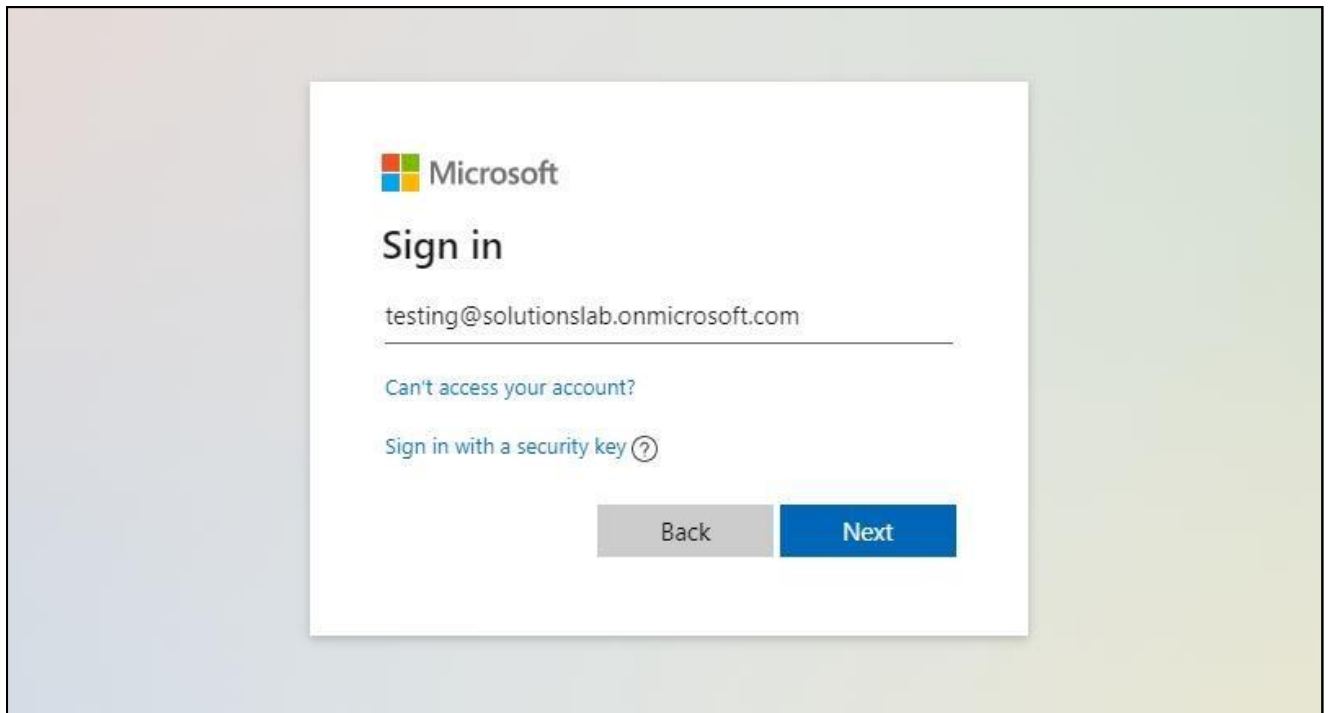 Microsoft
Sign in
testing@solutionslab.onmicrosoft.com
Can't access your account?
Sign in with a security key ?
Back Next